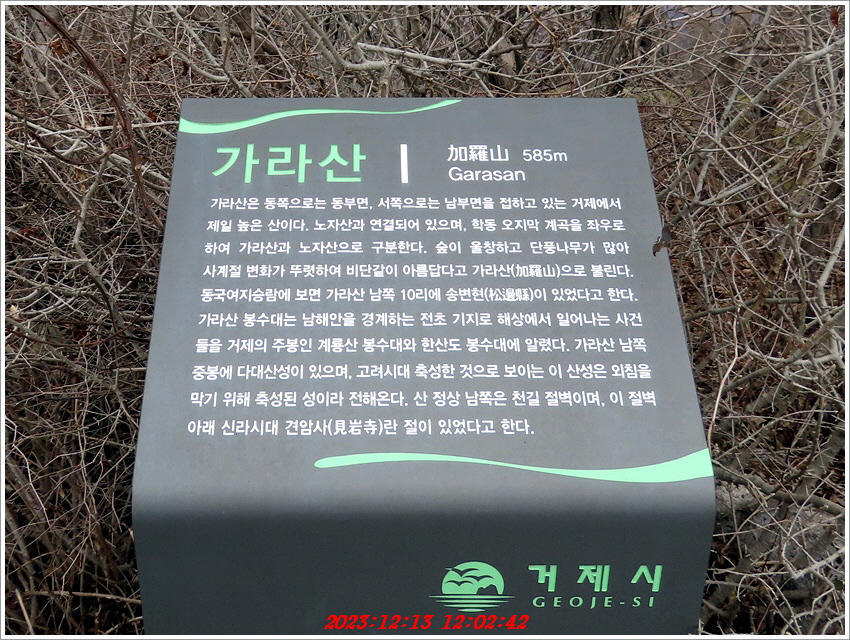 가라산 | 加羅山 585m
Garasan
가라산은 동쪽으로는 동부면, 서쪽으로는 남부면을 접하고 있는 거제에서
제일 높은 산이다. 노자산과 연결되어 있으며, 학동 오지막 계곡을 좌우로
하여 가라산과 노자산으로 구분한다. 숲이 울창하고 단풍나무가 많아
사계절 변화가 뚜렷하여 비단같이 아름답다고 가라산(加羅山)으로 불린다.
동국여지승람에 보면 가라산 남쪽 10리에 송변현(松邊縣)이 있었다고 한다.
가라산 봉수대는 남해안을 경계하는 전초 기지로 해상에서 일어나는 사건
들을 거제의 주봉인 계룡산 봉수대와 한산도 봉수대에 알렸다. 가라산 남쪽
중봉에 다대산성이 있으며, 고려시대 축성한 것으로 보이는 이 산성은 외침을
막기 위해 축성된 성이라 전해온다. 산 정상 남쪽은 천길 절벽이며, 이 절벽
아래 신라시대 견암사(見岩寺)란 절이 있었다고 한다.
거제시
GEOJE-SI
2023:12:13 12:02:42